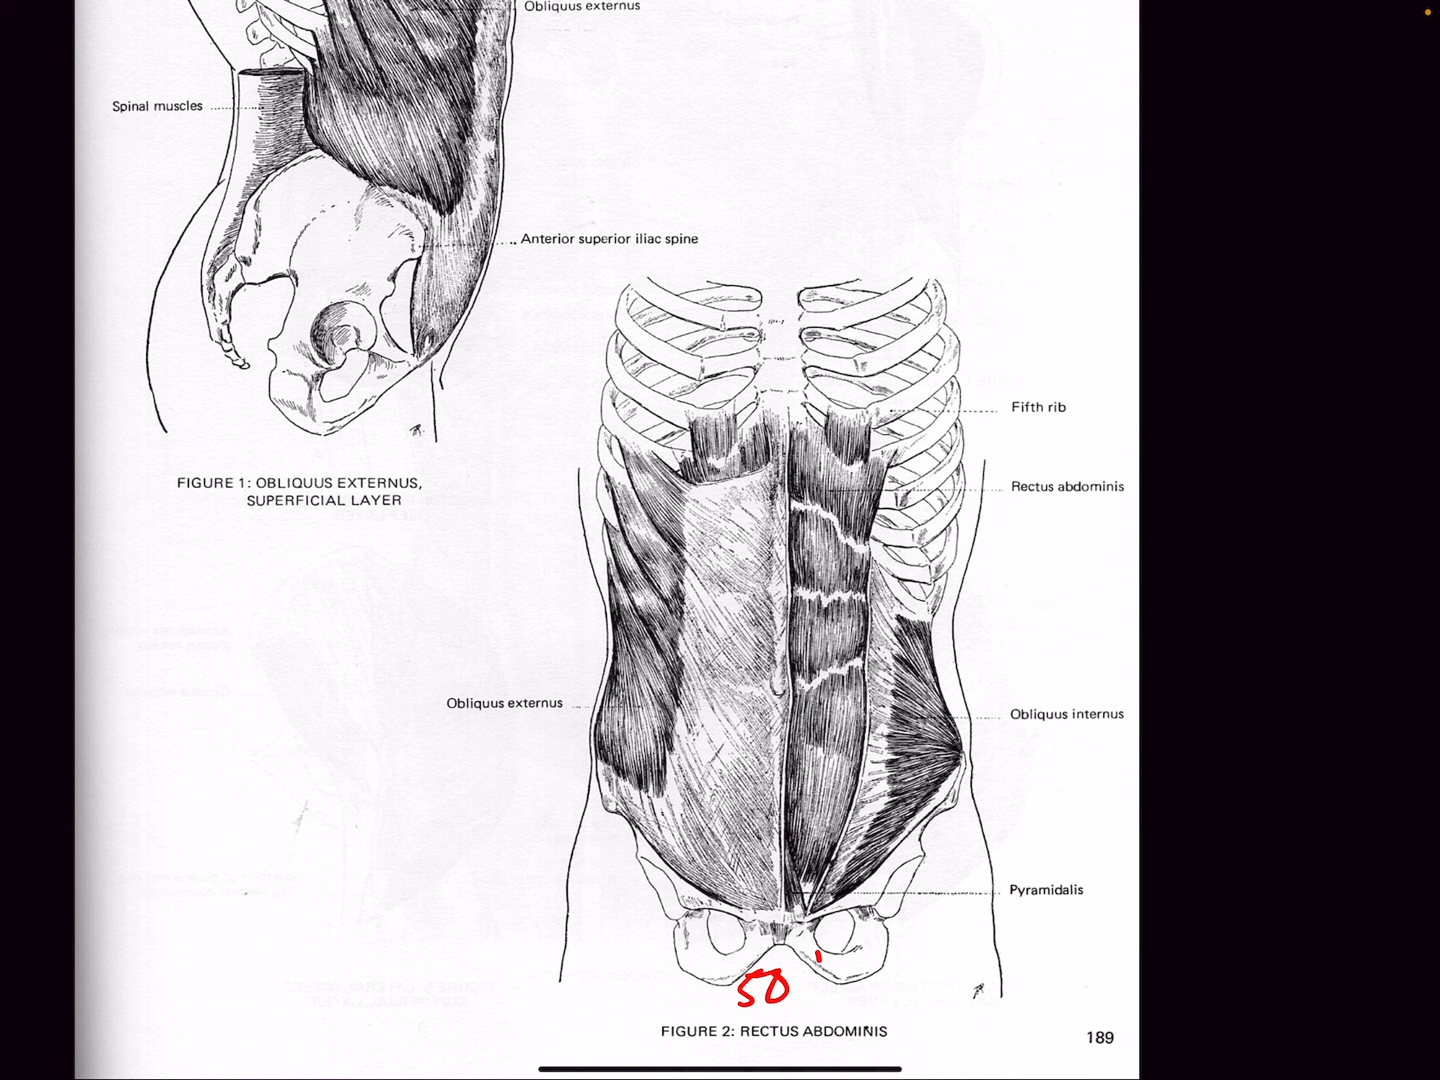 Obliquus externus
Spinal muscles
Anterior superior iliac spine
FIGURE 1: OBLIQUUS EXTERNUS,
SUPERFICIAL LAYER
Fifth rib
Rectus abdominis
Obliquus externus
Obliquus internus
Pyramidalis
50
FIGURE 2: RECTUS ABDOMINIS
189